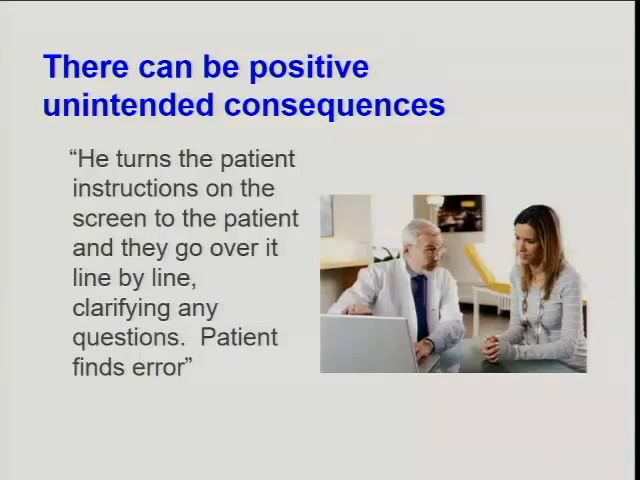 There can be positive
unintended consequences
“He turns the patient
instructions on the
screen to the patient
and they go over it
line by line,
clarifying any
questions.  Patient
finds error”